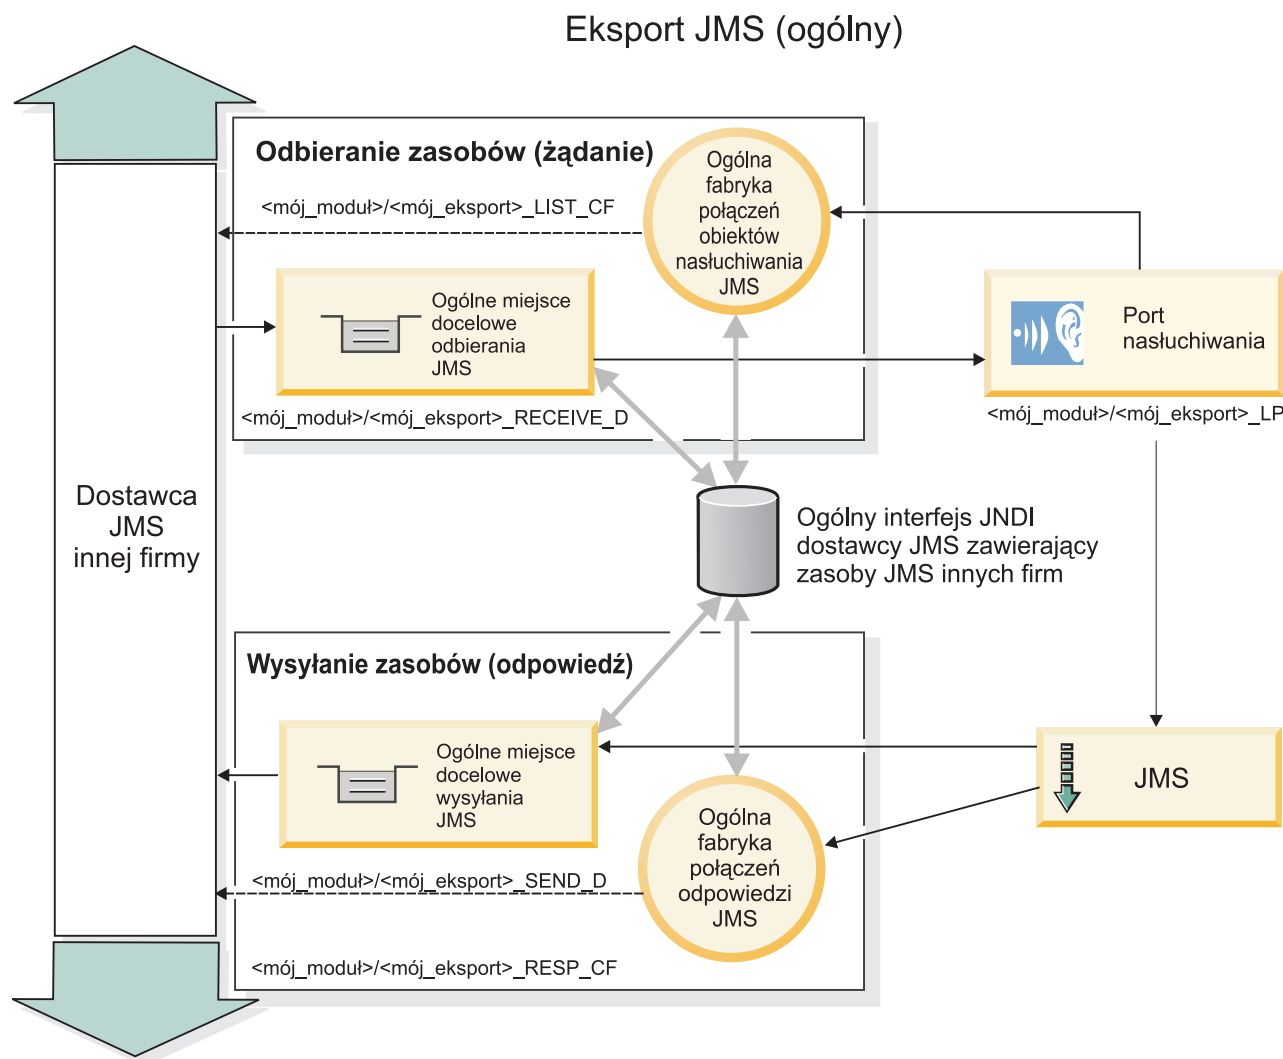 Eksport JMS (ogólny)
Odbieranie zasobów (żądanie)
<mój_moduł>/<mój_eksport>_LIST_CF
Ogólna
fabryka
połączeń
obiektów
nasłuchiwania
JMS
Ogólne miejsce
docelowe
odbierania
JMS
<mój_moduł>/<mój_eksport>_RECEIVE_D
Port
nasłuchiwania
<mój_moduł>/<mój_eksport>_LP
Dostawca
JMS
innej firmy
Ogólny interfejs JNDI
dostawcy JMS zawierający
zasoby JMS innych firm
Wysyłanie zasobów (odpowiedź)
Ogólne miejsce
docelowe
wysyłania
JMS
JMS
Ogólna
fabryka
połączeń
odpowiedzi
JMS
<mój_moduł>/<mój_eksport>_SEND_D
<mój_moduł>/<mój_eksport>_RESP_CF